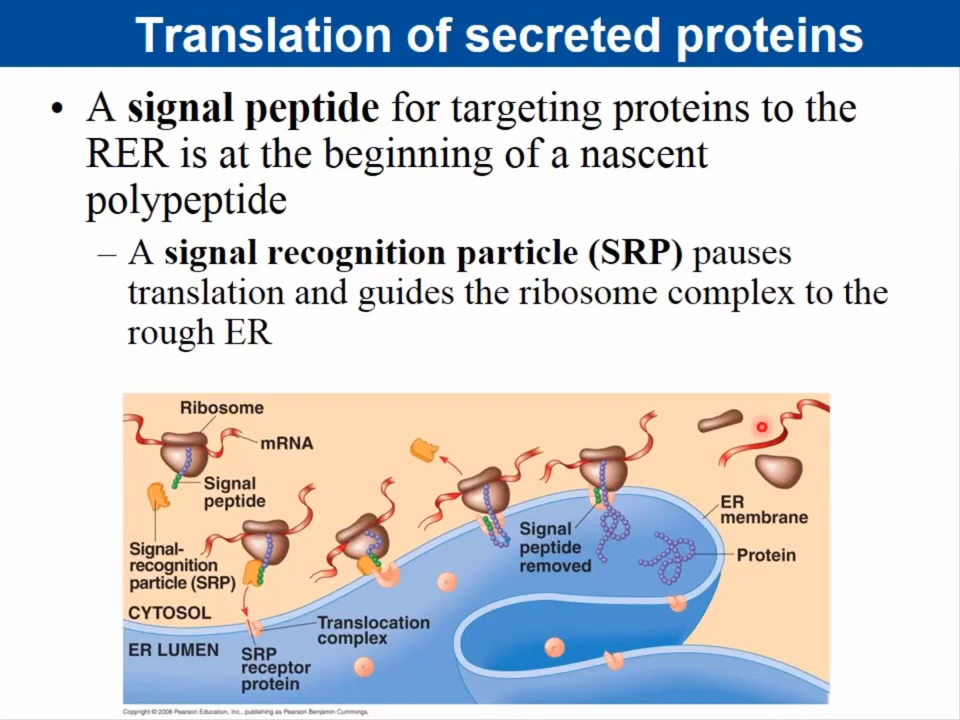 Translation of secreted proteins
• A signal peptide for targeting proteins to the
RER is at the beginning of a nascent
polypeptide
– A signal recognition particle (SRP) pauses
translation and guides the ribosome complex to the
rough ER
Ribosome
mRNA
Signal
peptide
Signal-
recognition
particle (SRP)
CYTOSOL
ER LUMEN
SRP
receptor
protein
Translocation
complex
Signal
peptide
removed
ER
membrane
Protein
Copyright © 2008 Pearson Education, Inc., publishing as Pearson Benjamin Cummings.